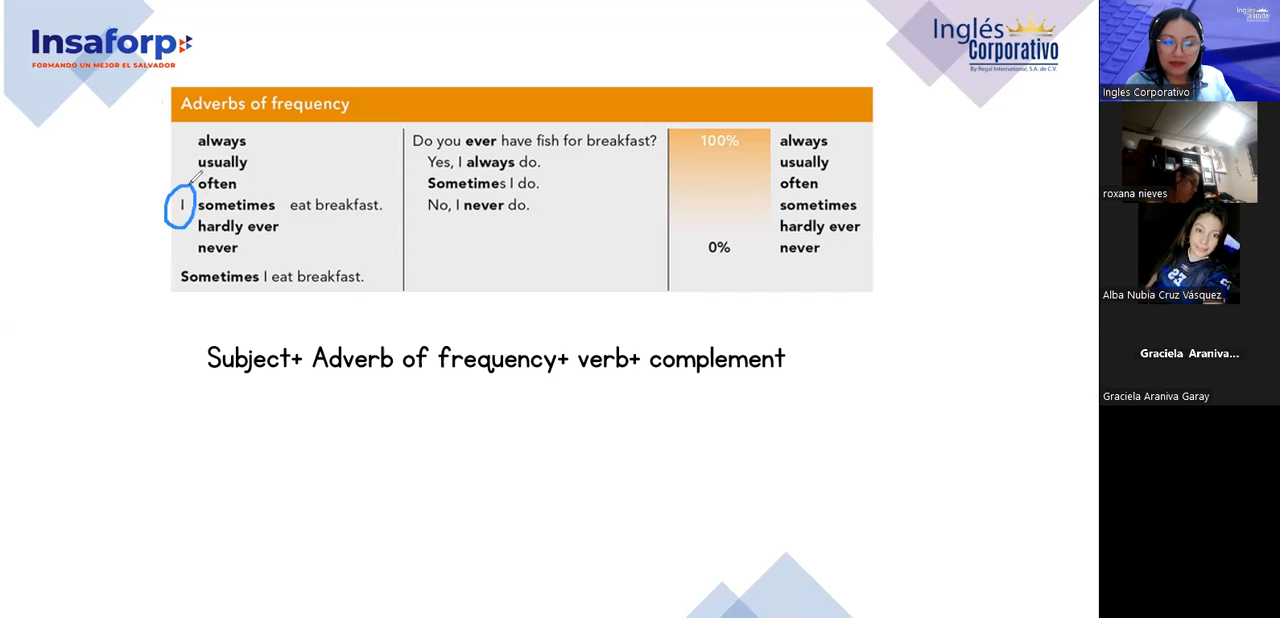 Insaforp
FORMANDO UN MEJOR EL SALVADOR
Inglés
Corporativo
By Regal International, S.A. de C.V.
Adverbs of frequency
always
usually
often
I sometimes eat breakfast.
hardly ever
never
Sometimes I eat breakfast.
Do you ever have fish for breakfast?
Yes, I always do.
Sometimes I do.
No, I never do.
100% always
usually
often
sometimes
hardly ever
0% never
Subject+ Adverb of frequency+ verb+ complement
Ingles Corporativo
roxana nieves
23
Alba Nubia Cruz Vásquez
Graciela Araniva...
Graciela Araniva Garay